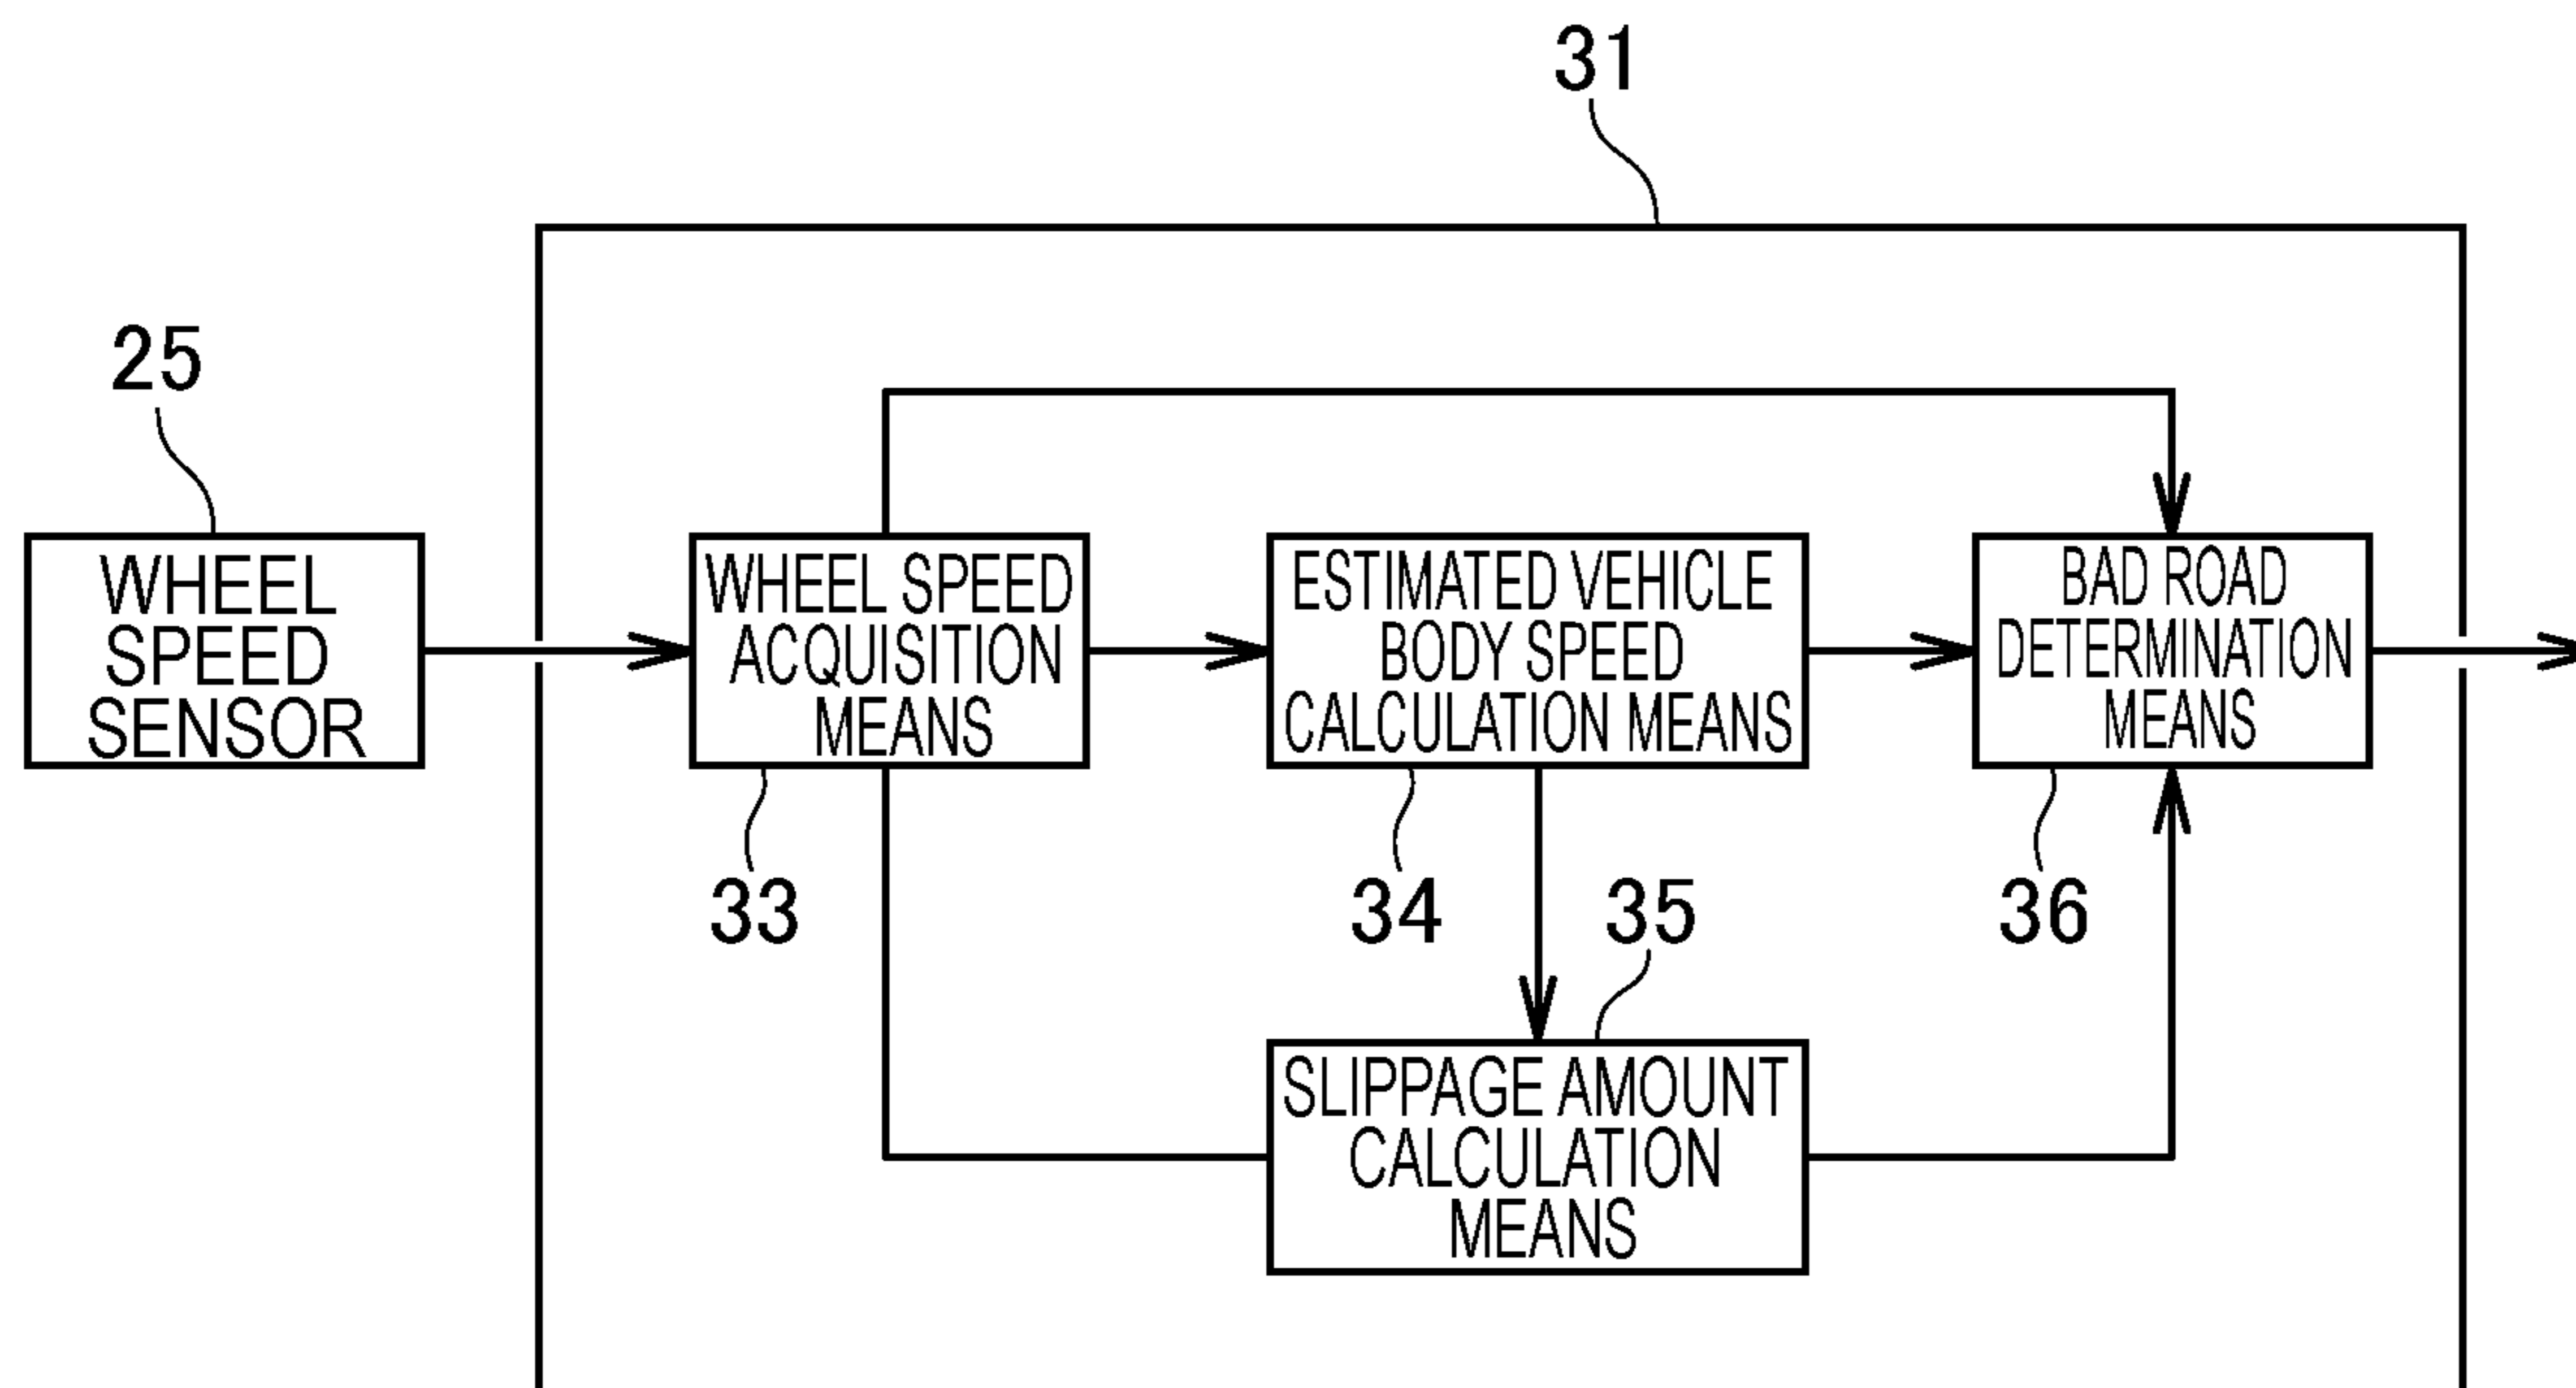 31
25
WHEEL
SPEED
SENSOR
WHEEL SPEED
ACQUISITION
MEANS
ESTIMATED VEHICLE
BODY SPEED
CALCULATION MEANS
BAD ROAD
DETERMINATION
MEANS
33
34
35
36
SLIPPAGE AMOUNT
CALCULATION
MEANS